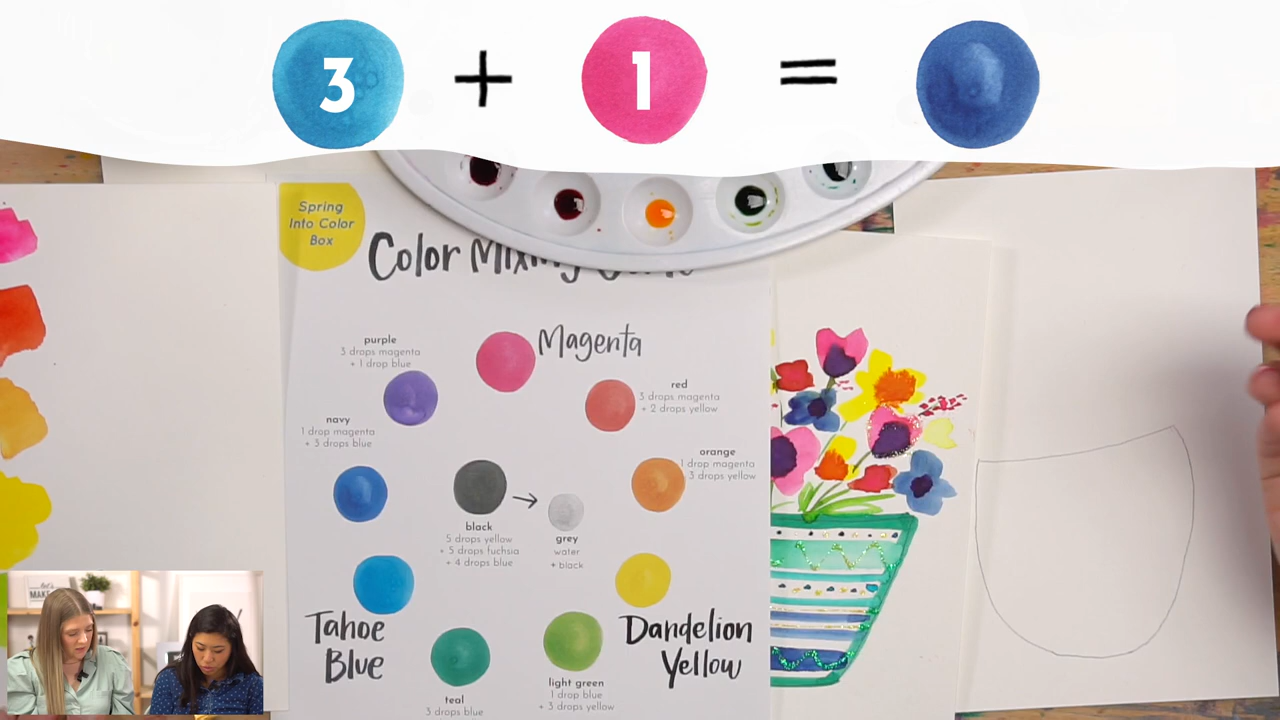 3 + 1 =
Spring
Into Color
Box
Color Mixing
Magenta
purple
3 drops magenta
+ 1 drop blue
red
3 drops magenta
+ 2 drops yellow
navy
1 drop magenta
+ 3 drops blue
orange
1 drop magenta
3 drops yellow
black
5 drops yellow
+ 5 drops fuchsia
+ 4 drops blue
grey
water
+ black
Tahoe
Blue
Dandelion
Yellow
teal
3 drops blue
light green
1 drop blue
+ 3 drops yellow